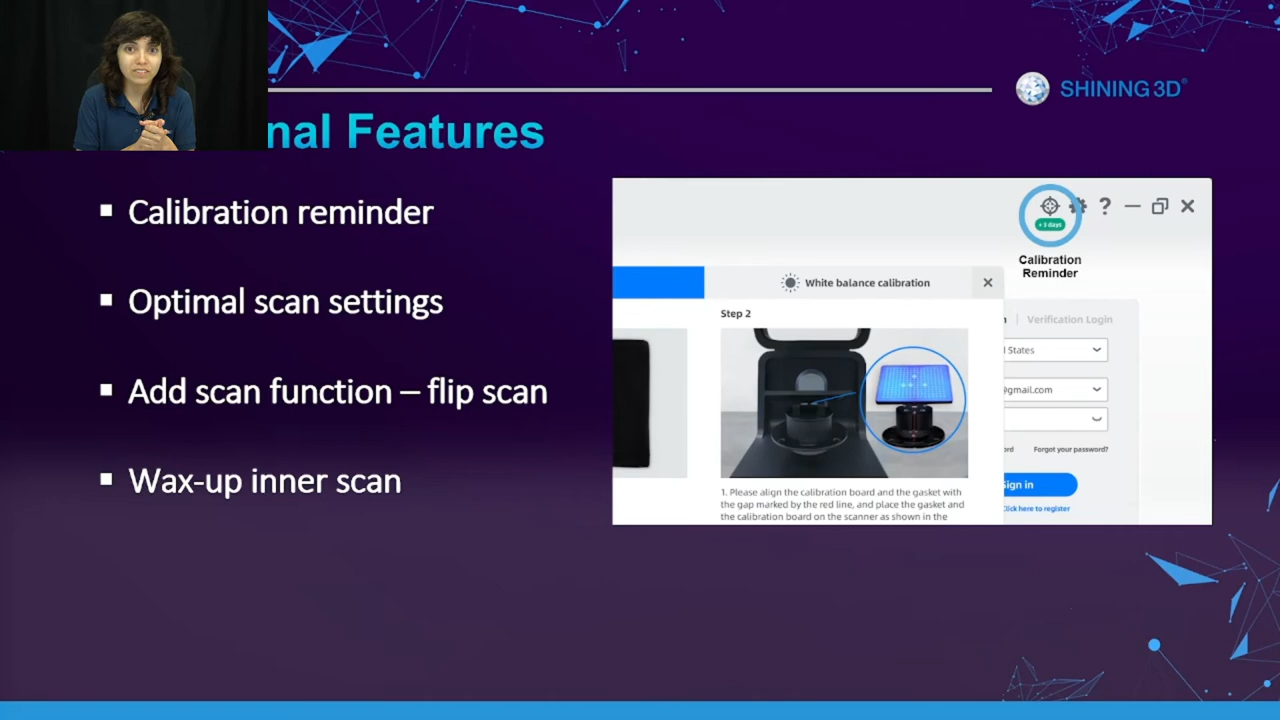 SHINING 3D®
nal Features
▪ Calibration reminder
▪ Optimal scan settings
▪ Add scan function – flip scan
▪ Wax-up inner scan
+3 days
?
Calibration
Reminder
White balance calibration
Step 2
Verification Login
States
@gmail.com
Forgot your password?
ign in
Click here to register
1. Please align the calibration board and the gasket with
the gap marked by the red line, and place the gasket and
the calibration board on the scanner as shown in the